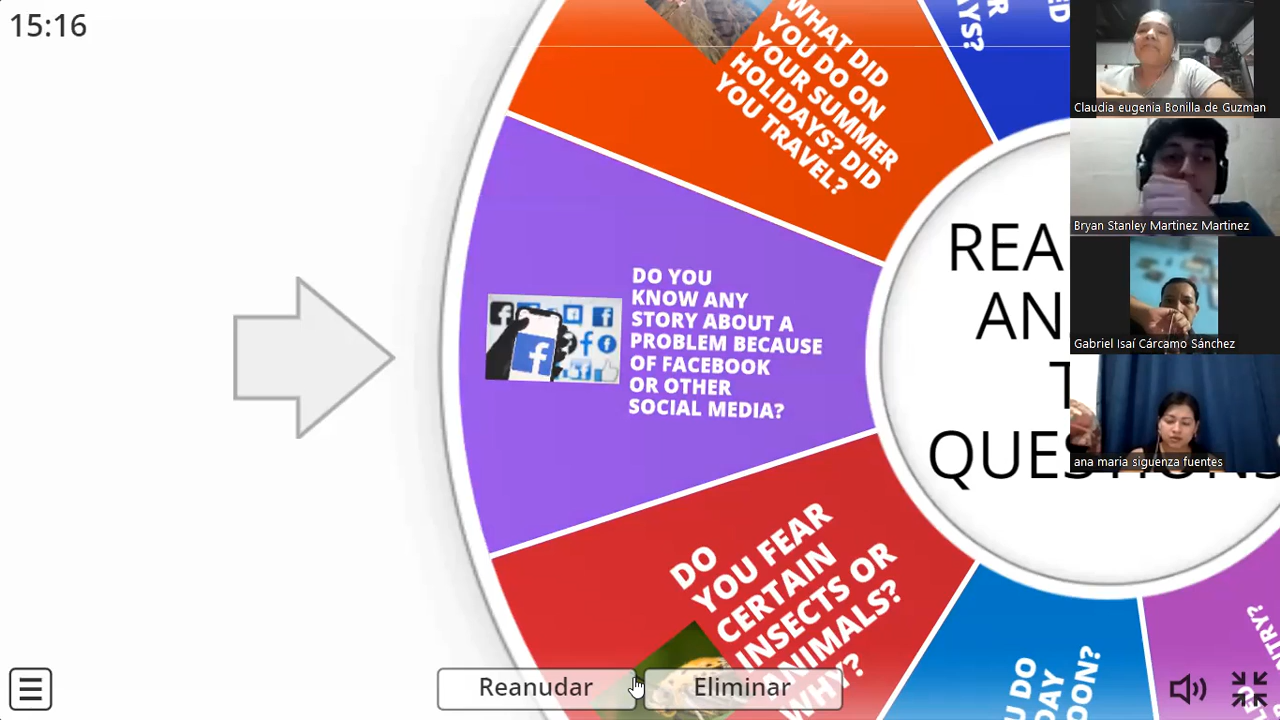 15:16
WHAT DID
YOU DO ON
YOUR SUMMER
HOLIDAYS? DID
YOU TRAVEL?
DO YOU
KNOW ANY
STORY ABOUT A
PROBLEM BECAUSE
OF FACEBOOK
OR OTHER
SOCIAL MEDIA?
DO
YOU FEAR
CERTAIN
INSECTS OR
ANIMALS?
WHY?
REA
AN
QUES
Reanudar
Eliminar
Claudia eugenia Bonilla de Guzman
Bryan Stanley Martinez Martinez
Gabriel Isaí Cárcamo Sánchez
ana maria siguenza fuentes